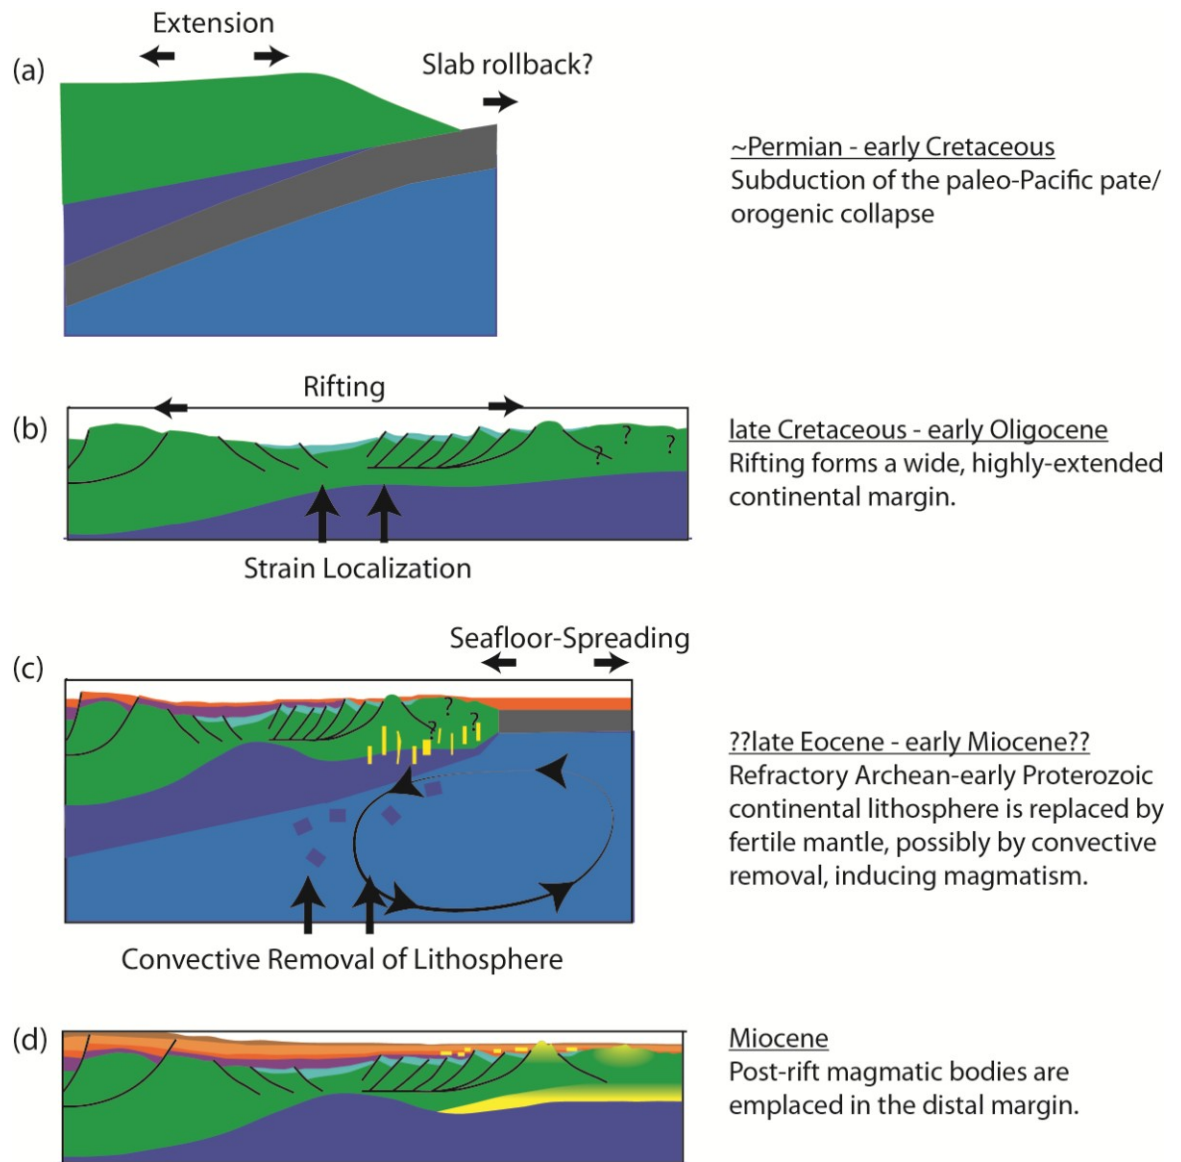 Extension
(a)
Slab rollback?
~Permian - early Cretaceous
Subduction of the paleo-Pacific pate/
orogenic collapse
Rifting
(b)
? ? ?
late Cretaceous - early Oligocene
Rifting forms a wide, highly-extended
continental margin.
Strain Localization
Seafloor-Spreading
(c)
? ? ?
??late Eocene - early Miocene??
Refractory Archean-early Proterozoic
continental lithosphere is replaced by
fertile mantle, possibly by convective
removal, inducing magmatism.
Convective Removal of Lithosphere
(d)
Miocene
Post-rift magmatic bodies are
emplaced in the distal margin.